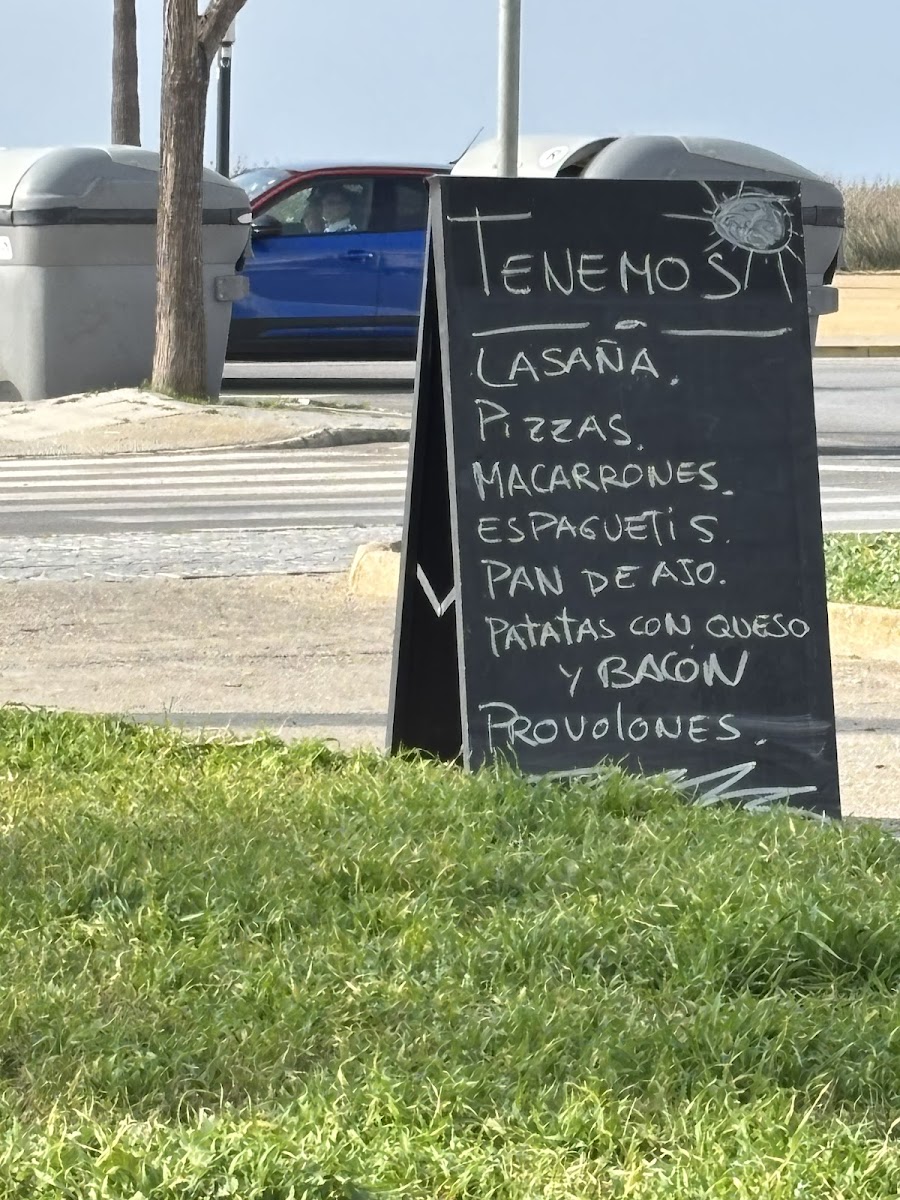 TENEMOS
LASAÑA.
PIZZAS.
MACARRONES.
ESPAGUETIS.
PAN DE AJO.
PATATAS CON QUESO
Y BACON
PROVOLONES.